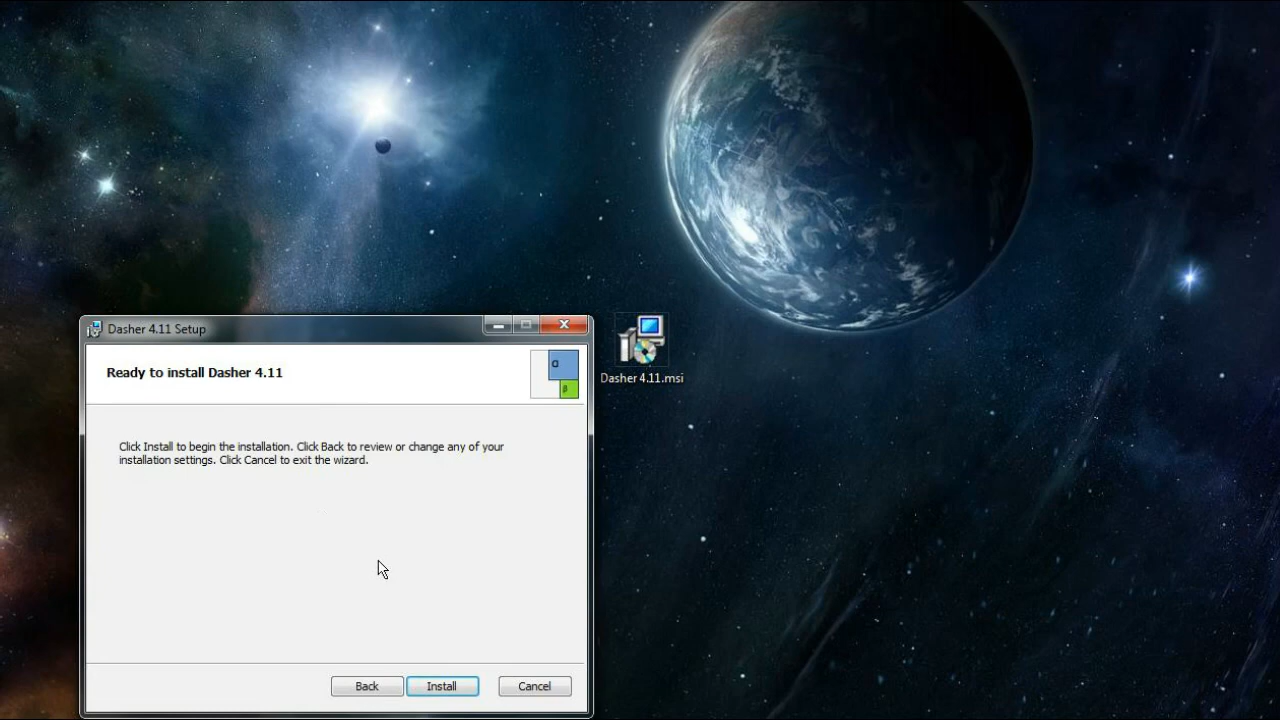 Dasher 4.11 Setup
Ready to install Dasher 4.11
α
β
Click Install to begin the installation. Click Back to review or change any of your
installation settings. Click Cancel to exit the wizard.
Back
Install
Cancel
Dasher 4.11.msi